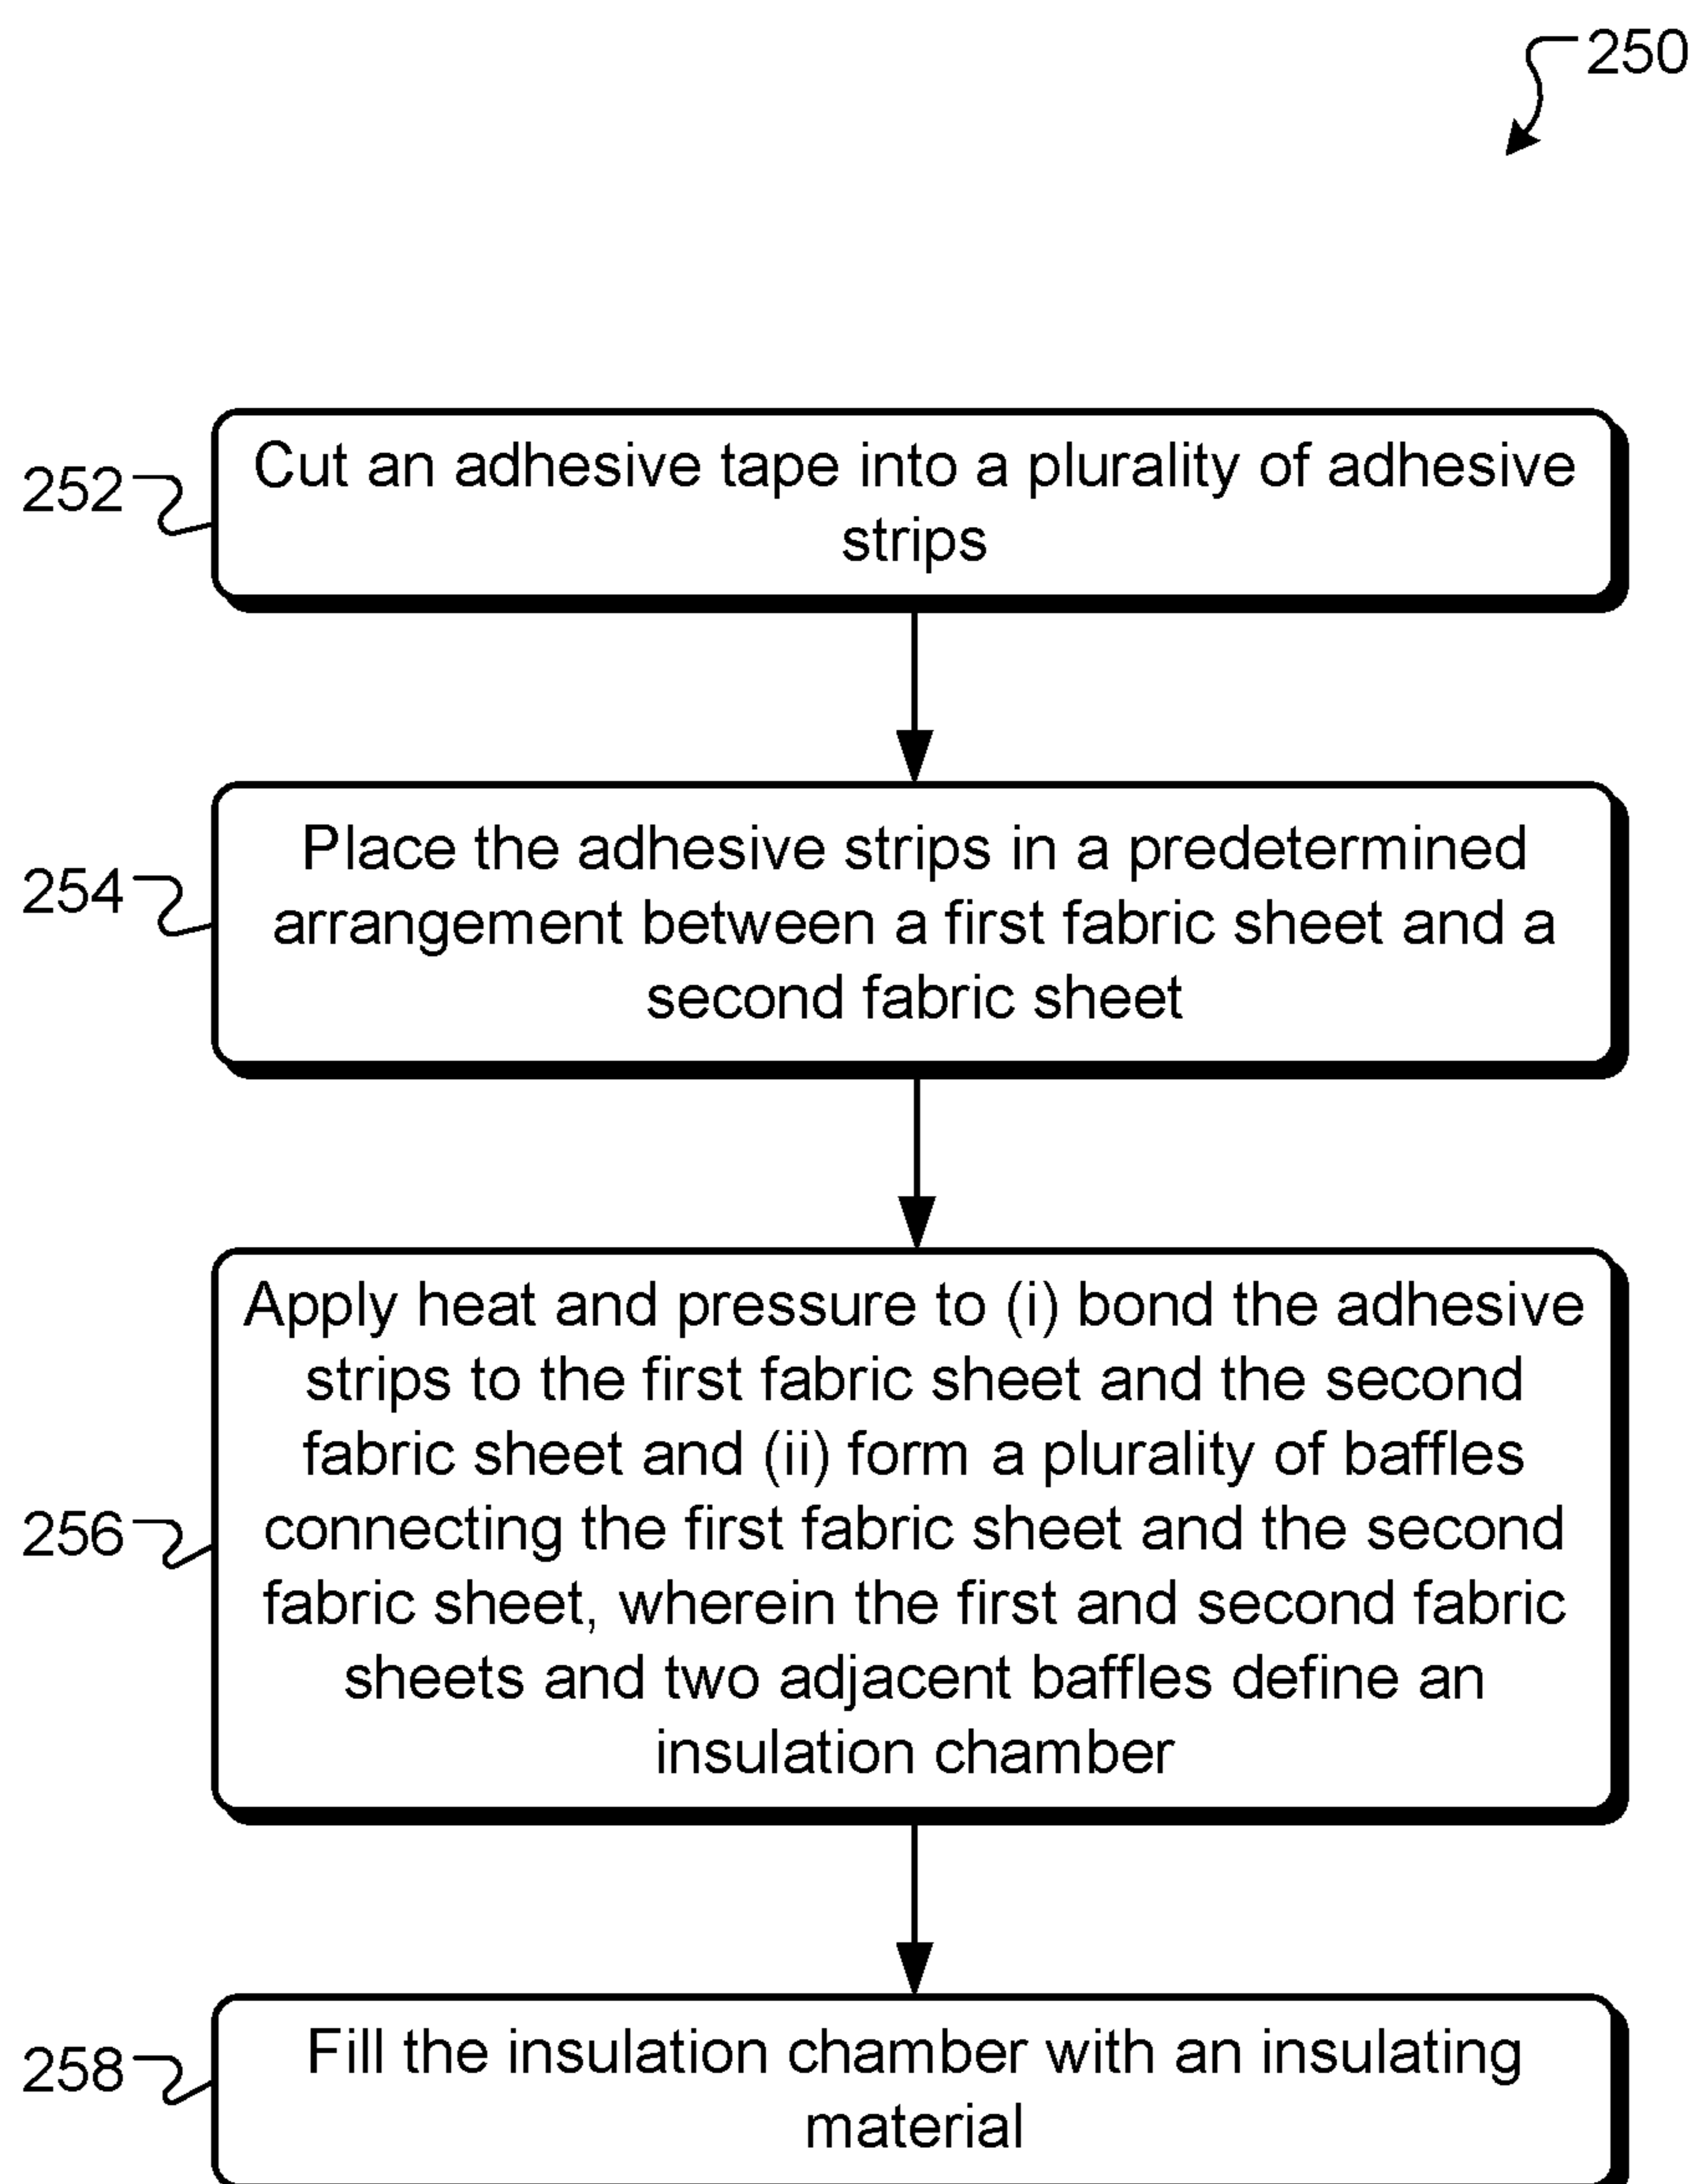 250
252
Cut an adhesive tape into a plurality of adhesive
strips
254
Place the adhesive strips in a predetermined
arrangement between a first fabric sheet and a
second fabric sheet
256
Apply heat and pressure to (i) bond the adhesive
strips to the first fabric sheet and the second
fabric sheet and (ii) form a plurality of baffles
connecting the first fabric sheet and the second
fabric sheet, wherein the first and second fabric
sheets and two adjacent baffles define an
insulation chamber
258
Fill the insulation chamber with an insulating
material